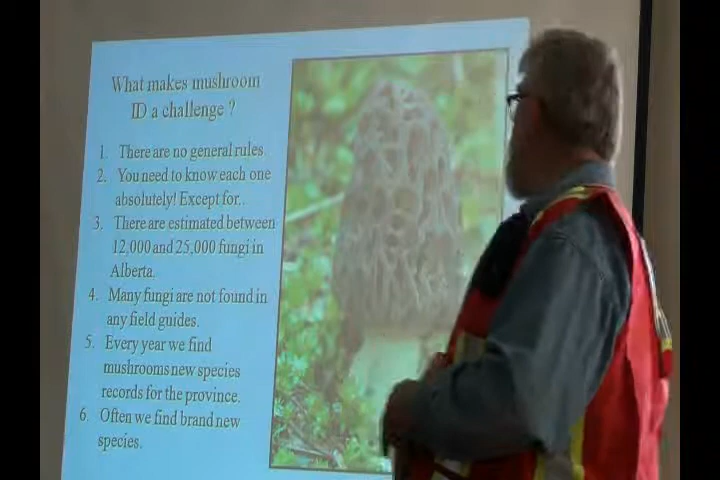 What makes mushroom
ID a challenge ?
1. There are no general rules.
2. You need to know each one
absolutely! Except for..
3. There are estimated between
12,000 and 25,000 fungi in
Alberta.
4. Many fungi are not found in
any field guides.
5. Every year we find
mushrooms new species
records for the province.
6. Often we find brand new
species.